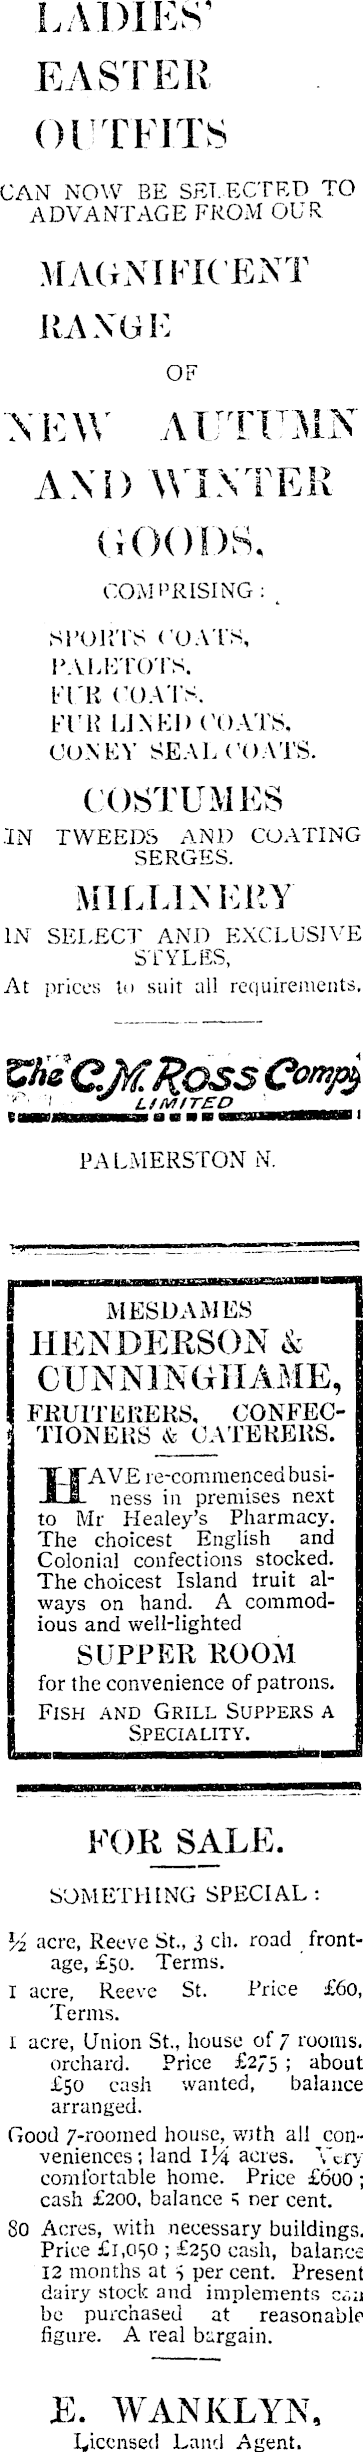 LADIES'
EASTER
OUTFITS
CAN NOW BE SELECTED TO
ADVANTAGE FROM OUR
MAGNIFICENT
RANGE
OF
NEW AUTUMN
AND WINTER
GOODS,
COMPRISING:
SPORTS COATS,
PALETOTS,
FUR COATS,
FUR LINED COATS,
CONEY SEAL COATS.
COSTUMES
IN TWEEDS AND COATING
SERGES.
MILLINERY
IN SELECT AND EXCLUSIVE
STYLES,
At prices to suit all requirements.
The C.M. Ross Compy
LIMITED
PALMERSTON N.
MESDAMES
HENDERSON &
CUNNINGHAME,
FRUITERERS, CONFEC-
TIONERS & CATERERS.
HAVE re-commenced busi-
ness in premises next
to Mr Healey's Pharmacy.
The choicest English and
Colonial confections stocked.
The choicest Island fruit al-
ways on hand. A commod-
ious and well-lighted
SUPPER ROOM
for the convenience of patrons.
FISH AND GRILL SUPPERS A
SPECIALITY.
FOR SALE.
SOMETHING SPECIAL:
½ acre, Reeve St., 3 ch. road front-
age, £50. Terms.
1 acre, Reeve St. Price £60,
Terms.
1 acre, Union St., house of 7 rooms,
orchard. Price £275; about
£50 cash wanted, balance
arranged.
Good 7-roomed house, with all con-
veniences; land 1¼ acres. Very
comfortable home. Price £600;
cash £200, balance 5 per cent.
80 Acres, with necessary buildings.
Price £1,050; £250 cash, balance
12 months at 5 per cent. Present
dairy stock and implements can
be purchased at reasonable
figure. A real bargain.
E. WANKLYN,
Licensed Land Agent.